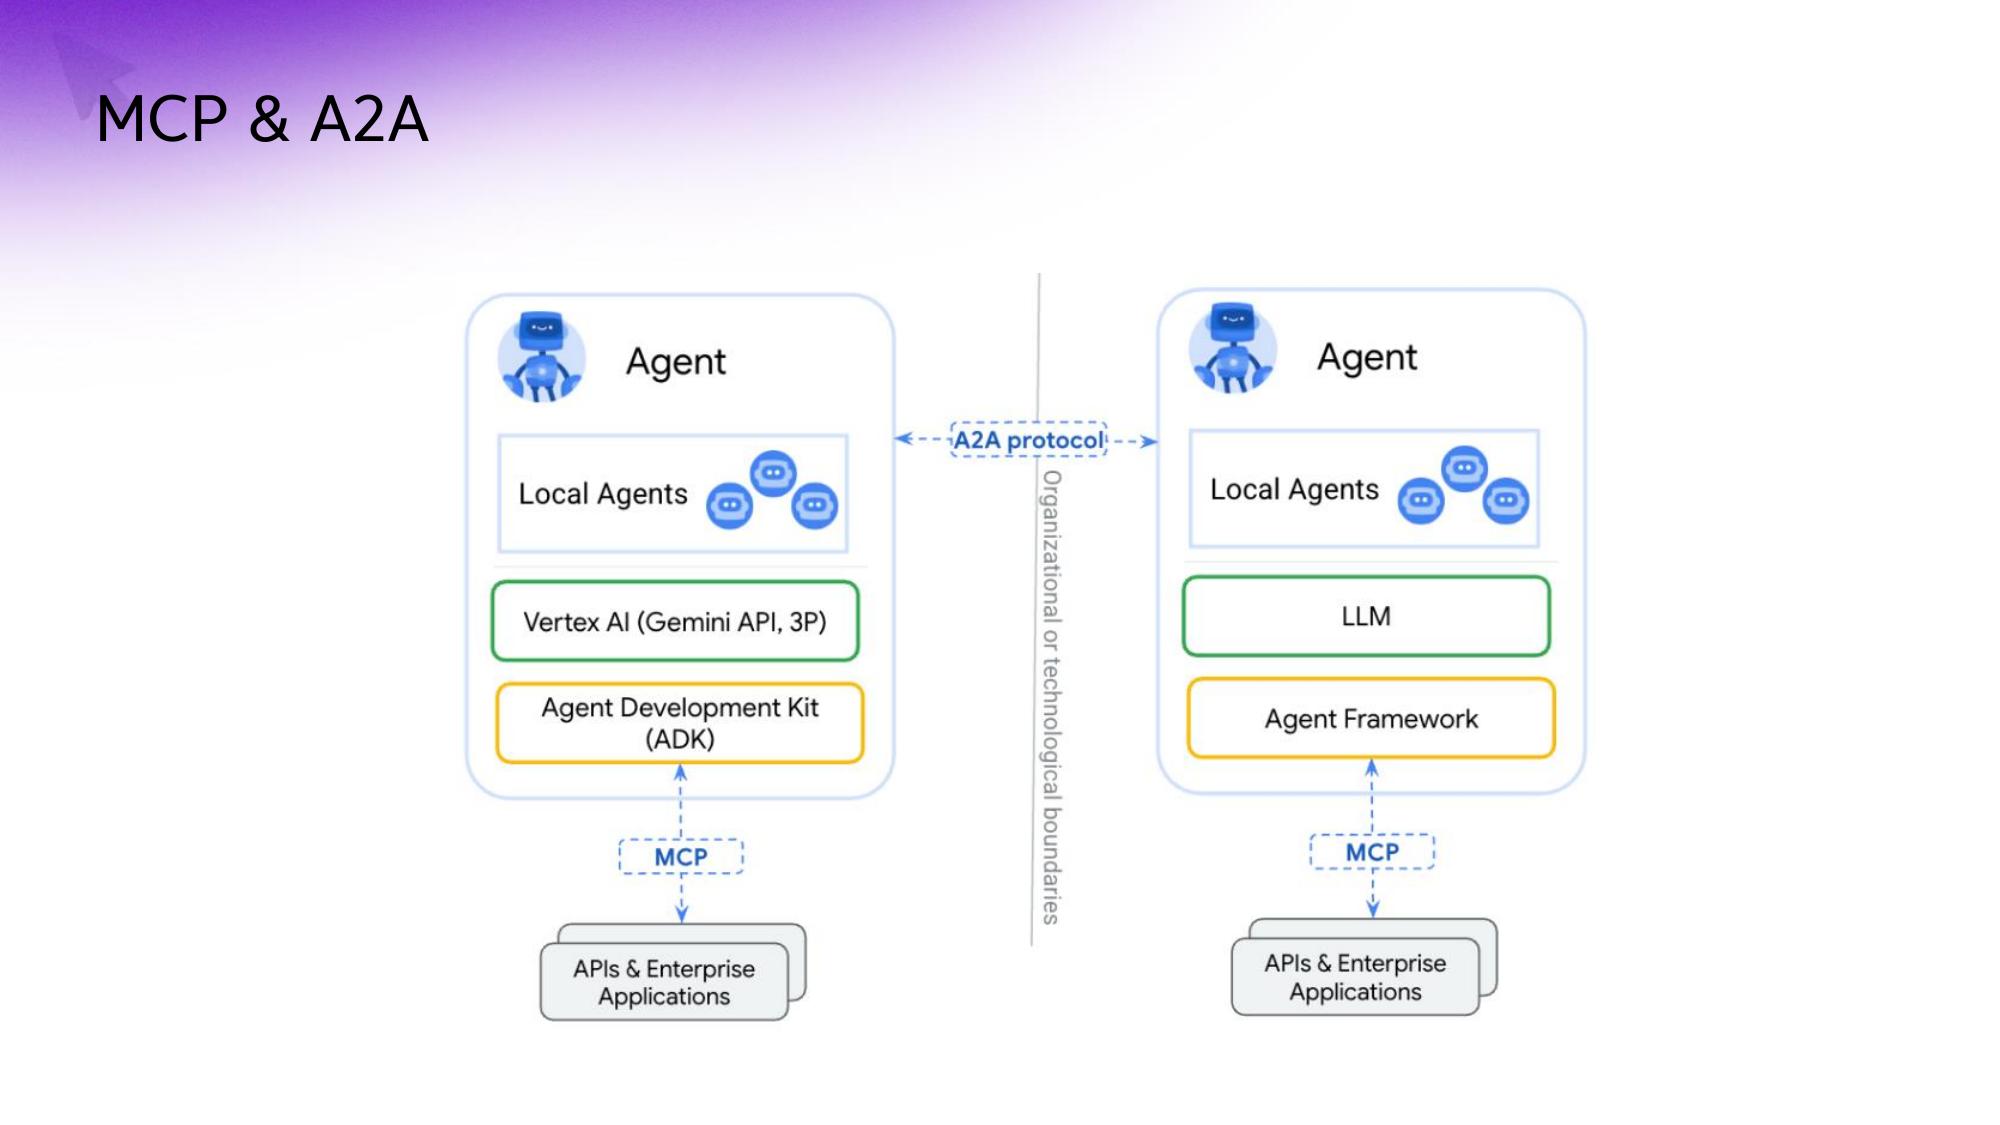 MCP & A2A
Agent
Local Agents
Vertex AI (Gemini API, 3P)
Agent Development Kit
(ADK)
MCP
APIs & Enterprise
Applications
A2A protocol
Organizational or technological boundaries
Agent
Local Agents
LLM
Agent Framework
MCP
APIs & Enterprise
Applications